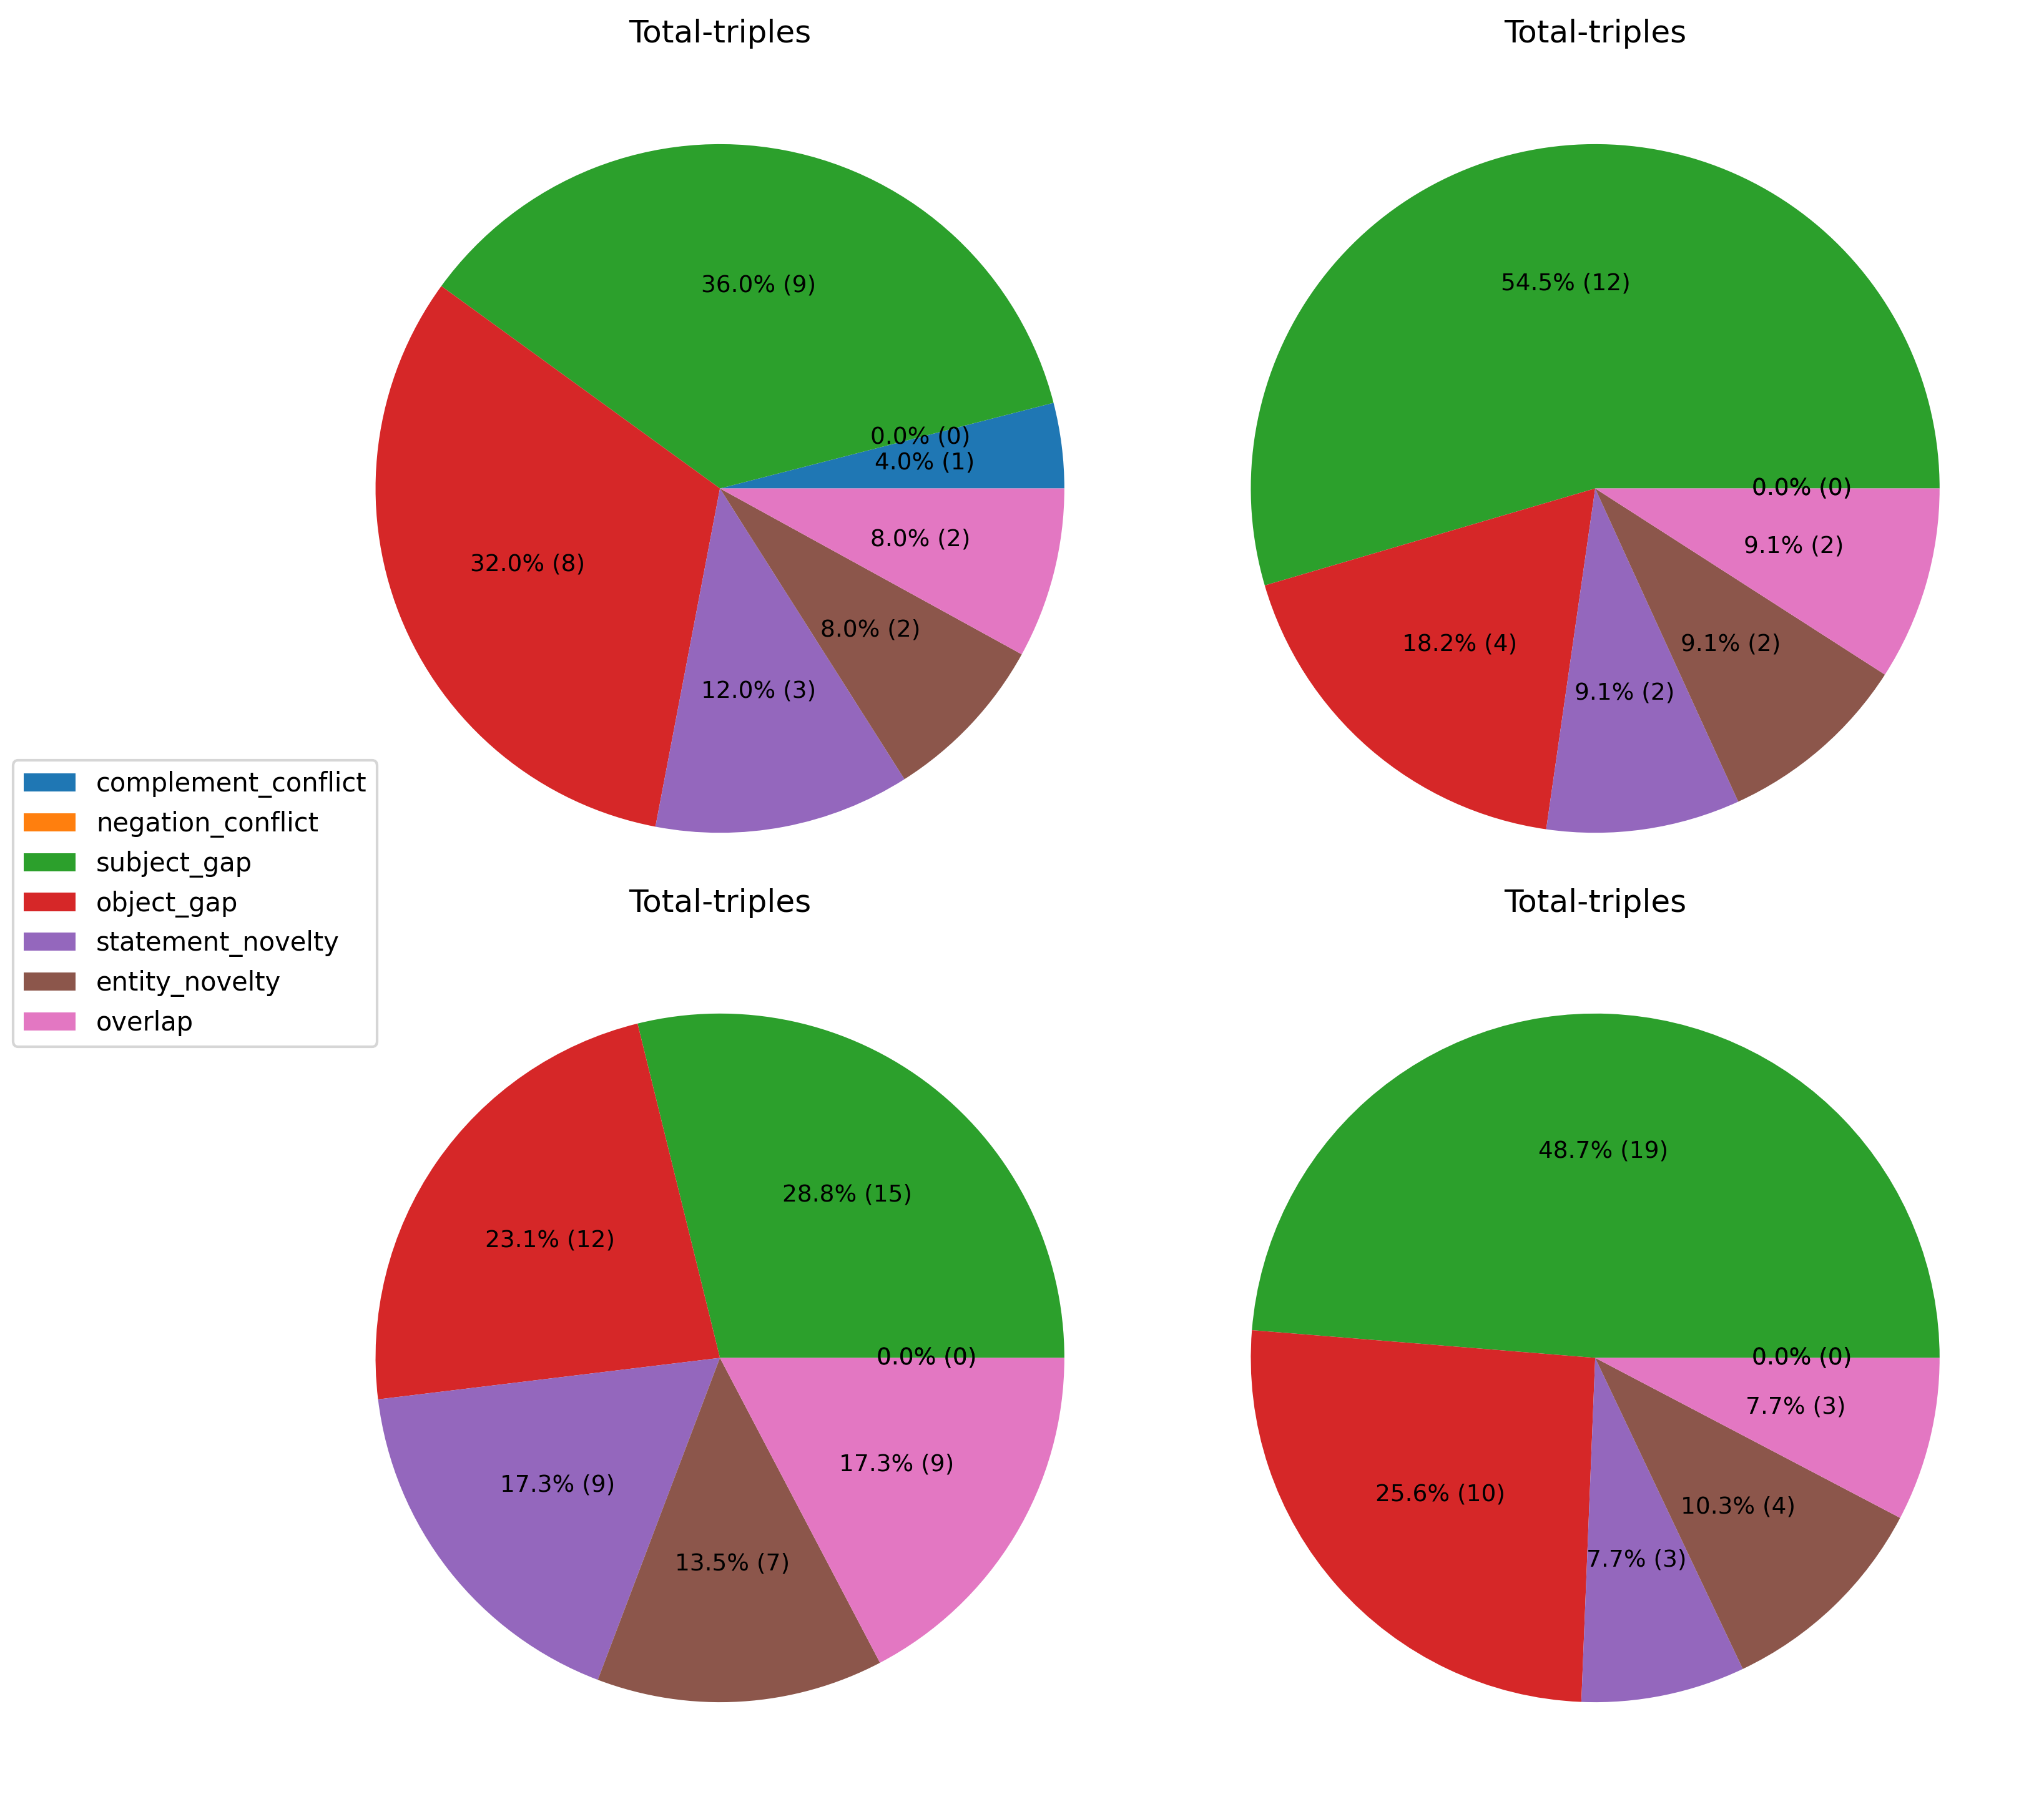 Total-triples
Total-triples
36.0% (9)
0.0% (0)
4.0% (1)
32.0% (8)
8.0% (2)
8.0% (2)
12.0% (3)
54.5% (12)
0.0% (0)
9.1% (2)
18.2% (4)
9.1% (2)
9.1% (2)
complement_conflict
negation_conflict
subject_gap
object_gap
statement_novelty
entity_novelty
overlap
Total-triples
Total-triples
28.8% (15)
23.1% (12)
0.0% (0)
17.3% (9)
17.3% (9)
13.5% (7)
48.7% (19)
0.0% (0)
7.7% (3)
25.6% (10)
10.3% (4)
7.7% (3)